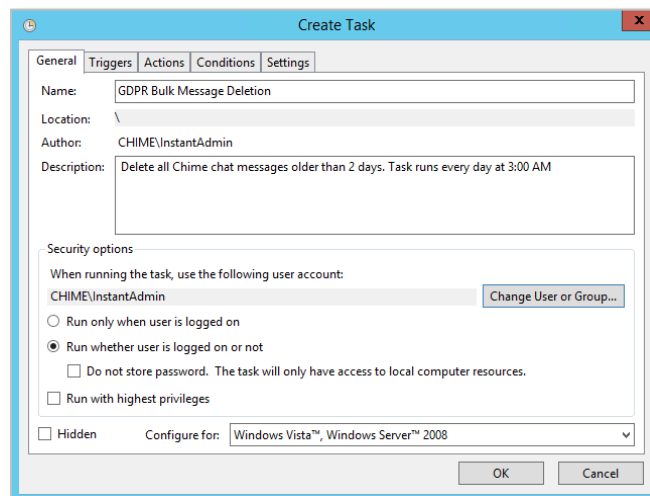 Create Task
x
General Triggers Actions Conditions Settings
Name: GDPR Bulk Message Deletion
Location: \
Author: CHIME\InstantAdmin
Description: Delete all Chime chat messages older than 2 days. Task runs every day at 3:00 AM
Security options
When running the task, use the following user account:
CHIME\InstantAdmin Change User or Group...
Run only when user is logged on
Run whether user is logged on or not
Do not store password. The task will only have access to local computer resources.
Run with highest privileges
Hidden Configure for: Windows Vista™, Windows Server™ 2008
OK Cancel